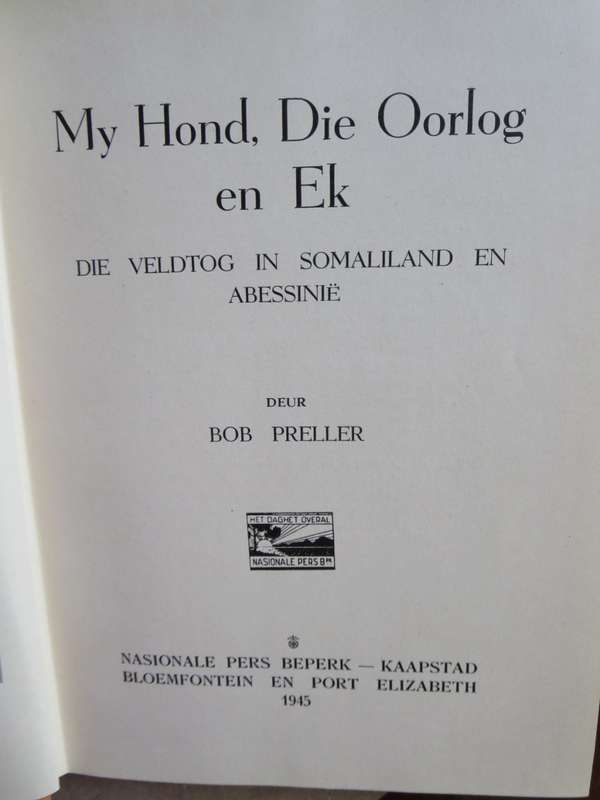 My Hond, Die Oorlog
en Ek
DIE VELDTOG IN SOMALILAND EN
ABESSINIË
DEUR
BOB PRELLER
HET DAGHET OVERAL
NASIONALE PERS BPK.
NASIONALE PERS BEPERK — KAAPSTAD
BLOEMFONTEIN EN PORT ELIZABETH
1945